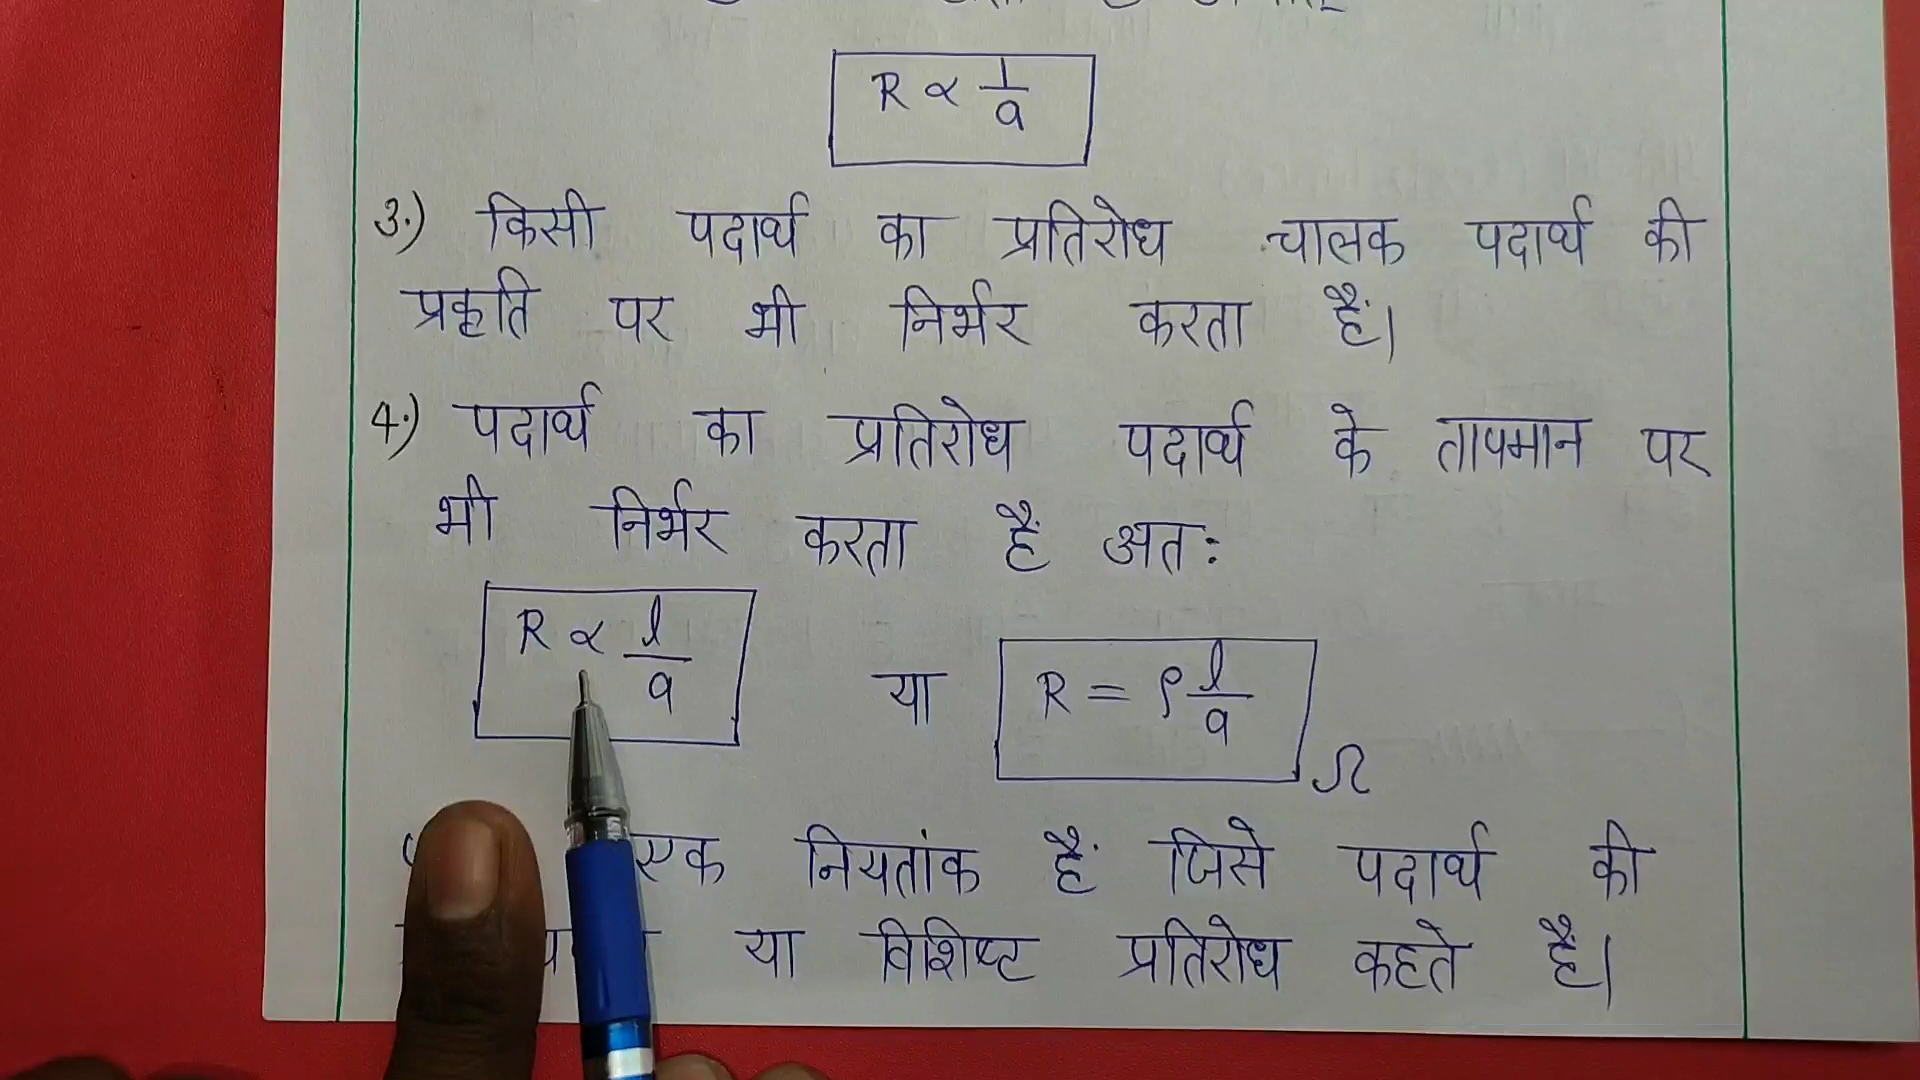 R ∝ 1/a
3.) किसी पदार्थ का प्रतिरोध चालक पदार्थ की
प्रकृति पर भी निर्भर करता हैं।
4.) पदार्थ का प्रतिरोध पदार्थ के तापमान पर
भी निर्भर करता हैं अतः
R ∝ l/a या R = ρ l/a Ω
एक नियतांक हैं जिसे पदार्थ की
या विशिष्ट प्रतिरोध कहते हैं।